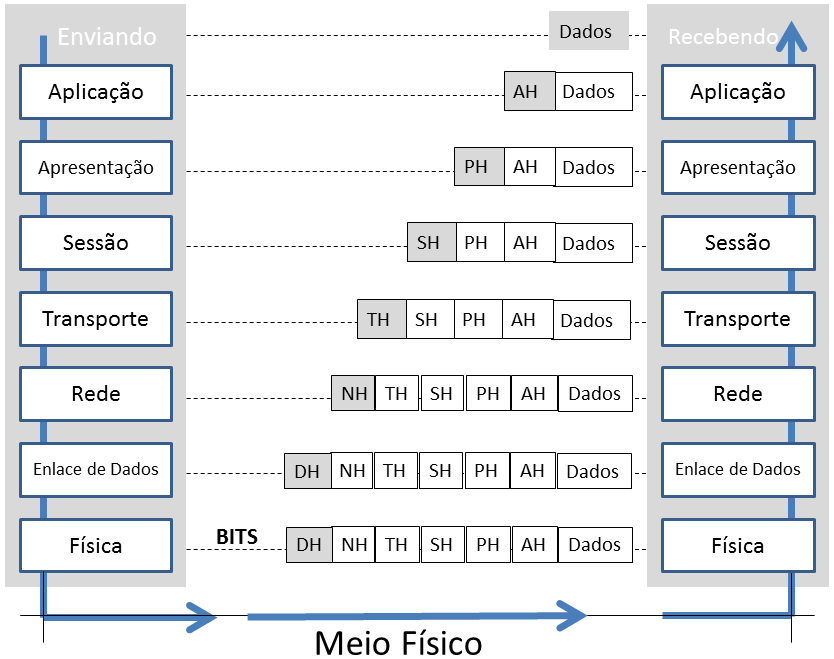 Enviando Dados Recebendo
Aplicação AH Dados Aplicação
Apresentação PH AH Dados Apresentação
Sessão SH PH AH Dados Sessão
Transporte TH SH PH AH Dados Transporte
Rede NH TH SH PH AH Dados Rede
Enlace de Dados DH NH TH SH PH AH Dados Enlace de Dados
Física BITS DH NH TH SH PH AH Dados Física
Meio Físico